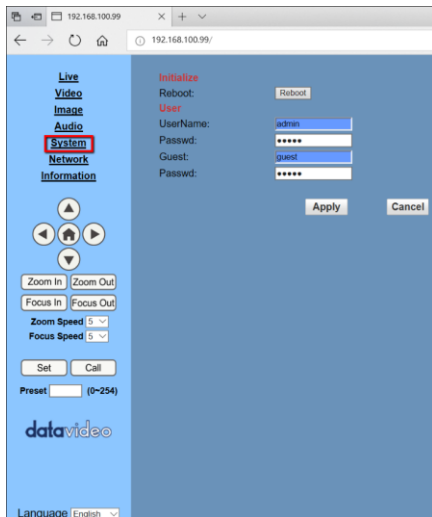 192.168.100.99
192.168.100.99/
Live
Video
Image
Audio
System
Network
Information
Zoom In Zoom Out
Focus In Focus Out
Zoom Speed 5
Focus Speed 5
Set Call
Preset (0~254)
datavideo
Language English
Initialize
Reboot: Reboot
User
UserName: admin
Passwd: •••••
Guest: guest
Passwd: •••••
Apply Cancel